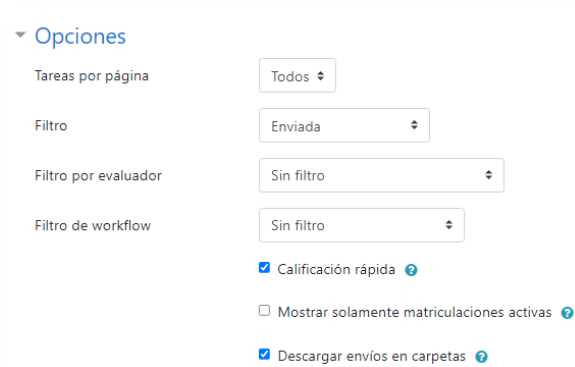 Opciones
Tareas por página Todos
Filtro Enviada
Filtro por evaluador Sin filtro
Filtro de workflow Sin filtro
Calificación rápida
Mostrar solamente matriculaciones activas
Descargar envíos en carpetas